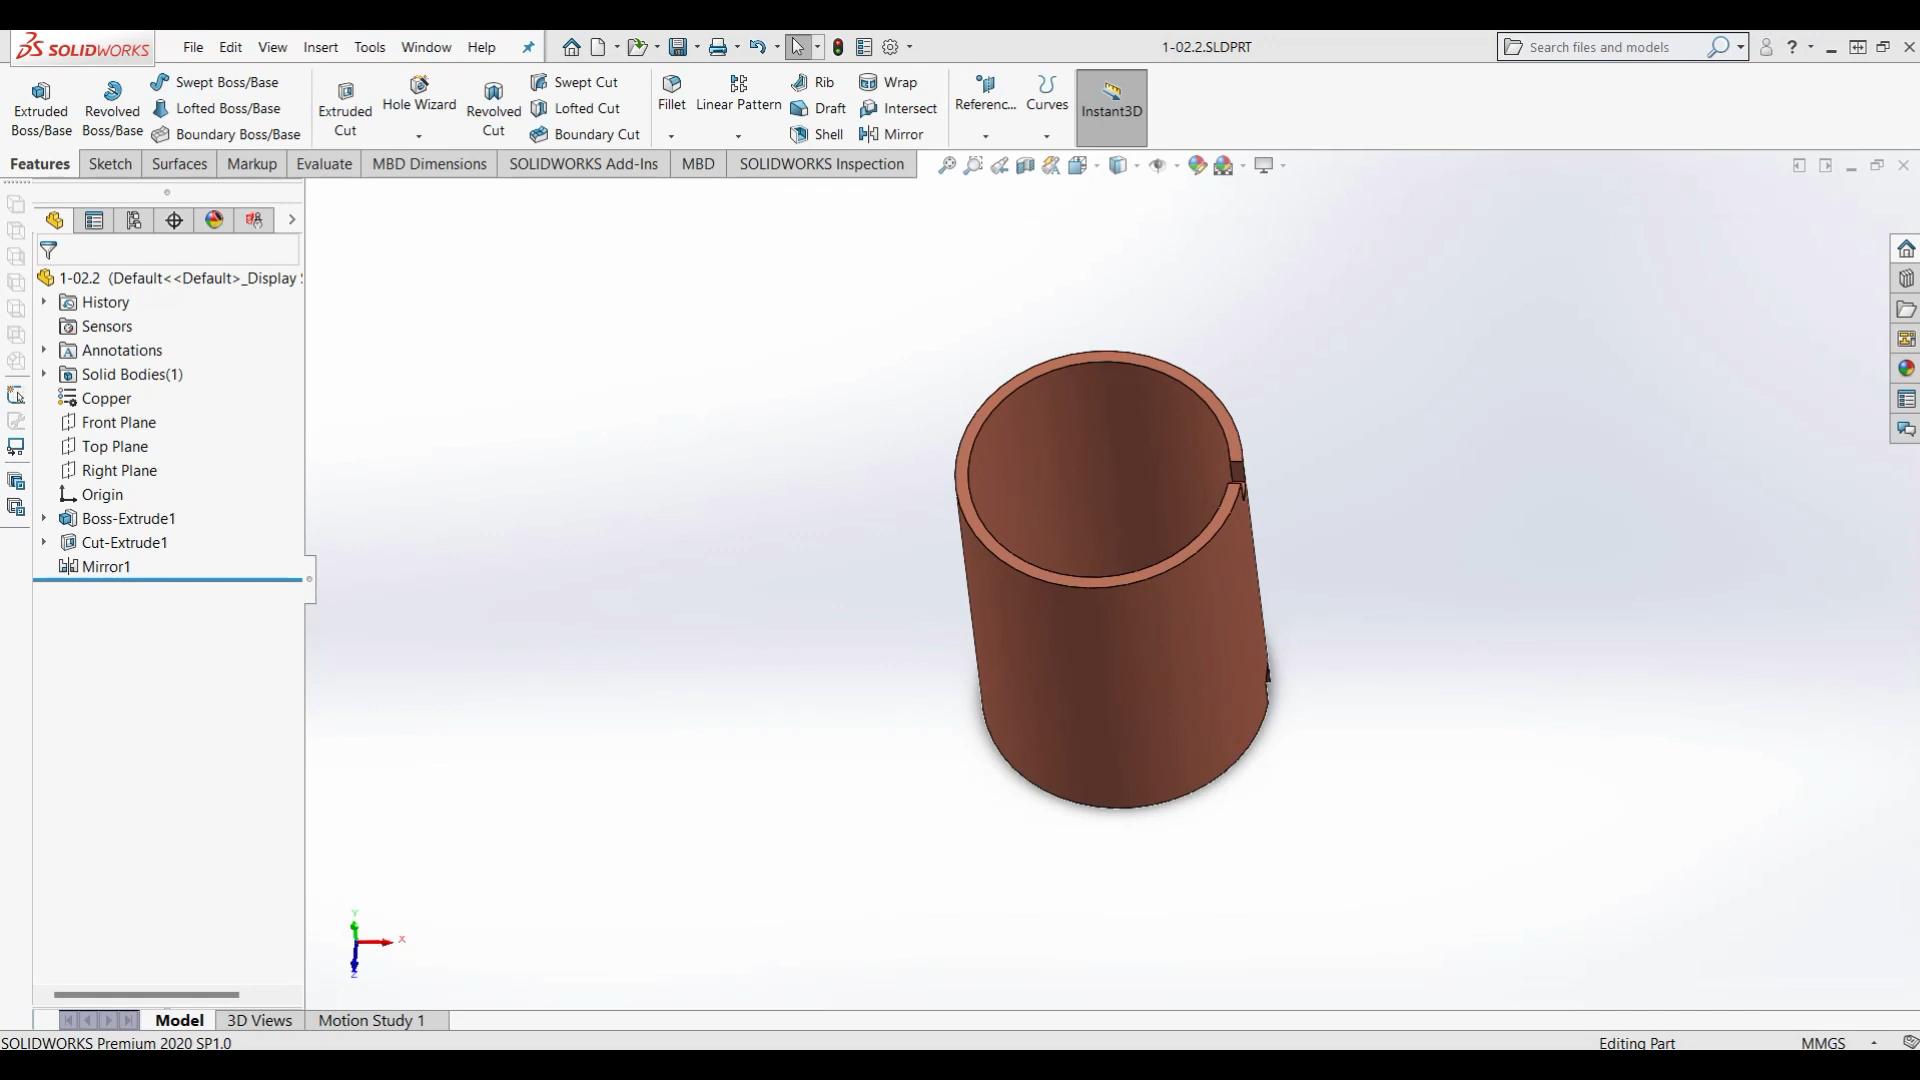 SOLIDWORKS File Edit View Insert Tools Window Help
1-02.2.SLDPRT
Search files and models
?
Extruded Boss/Base
Revolved Boss/Base
Swept Boss/Base
Lofted Boss/Base
Boundary Boss/Base
Extruded Cut
Hole Wizard
Revolved Cut
Swept Cut
Lofted Cut
Boundary Cut
Fillet
Linear Pattern
Rib
Draft
Shell
Wrap
Intersect
Mirror
Referenc...
Curves
Instant3D
Features Sketch Surfaces Markup Evaluate MBD Dimensions SOLIDWORKS Add-Ins MBD SOLIDWORKS Inspection
1-02.2 (Default<<Default>_Display
History
Sensors
Annotations
Solid Bodies(1)
Copper
Front Plane
Top Plane
Right Plane
Origin
Boss-Extrude1
Cut-Extrude1
Mirror1
Y
X
Z
Model 3D Views Motion Study 1
SOLIDWORKS Premium 2020 SP1.0
Editing Part
MMGS